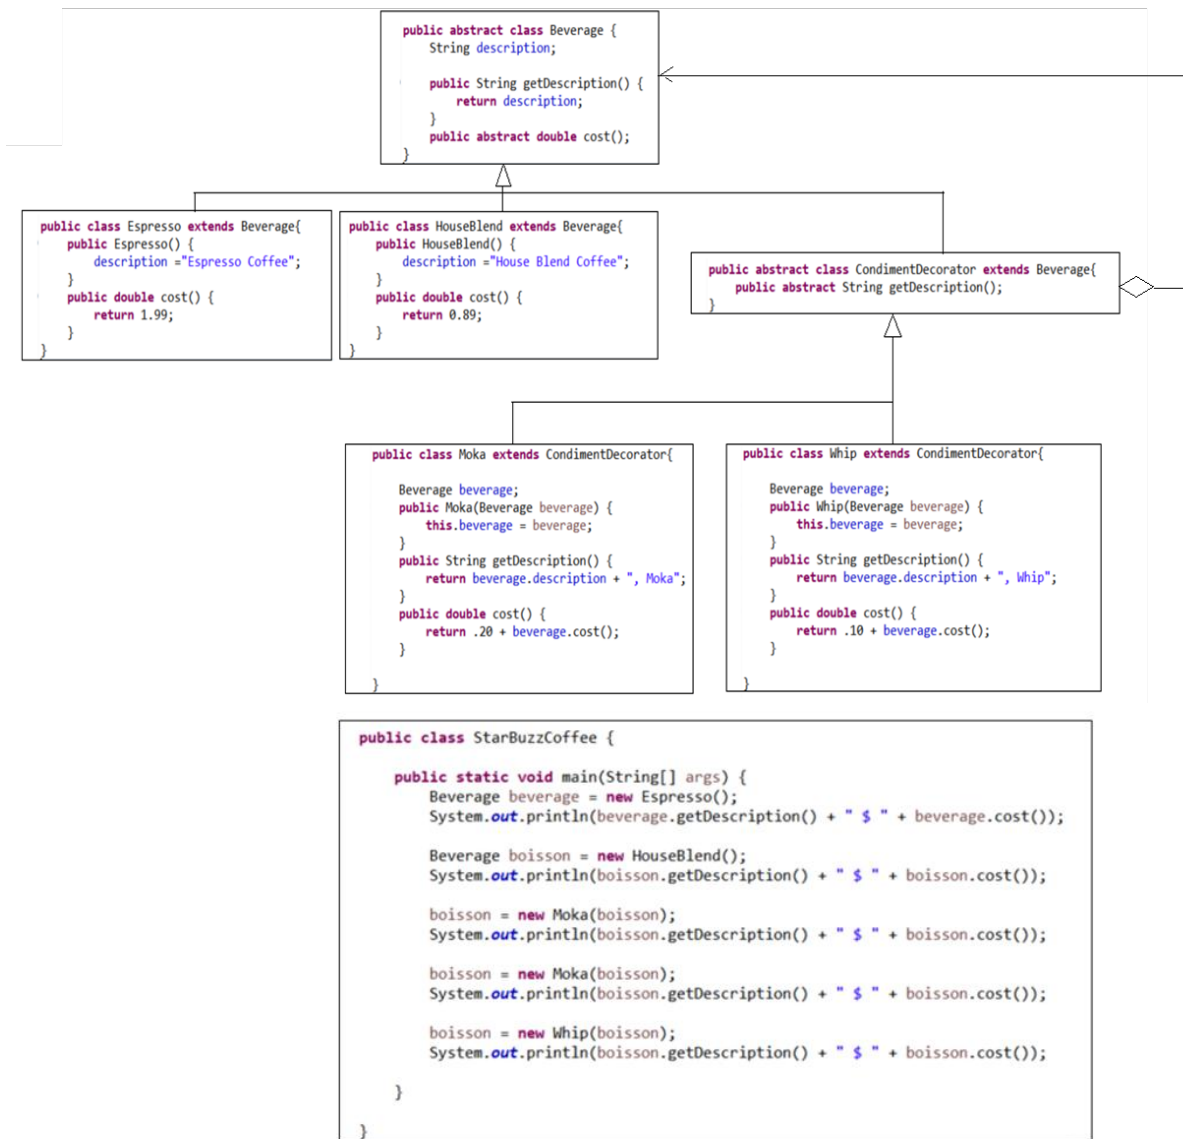 public abstract class Beverage {
String description;
public String getDescription() {
return description;
}
public abstract double cost();
}
public class Espresso extends Beverage{
public Espresso() {
description ="Espresso Coffee";
}
public double cost() {
return 1.99;
}
}
public class HouseBlend extends Beverage{
public HouseBlend() {
description ="House Blend Coffee";
}
public double cost() {
return 0.89;
}
}
public abstract class CondimentDecorator extends Beverage{
public abstract String getDescription();
}
public class Moka extends CondimentDecorator{
Beverage beverage;
public Moka(Beverage beverage) {
this.beverage = beverage;
}
public String getDescription() {
return beverage.description + ", Moka";
}
public double cost() {
return .20 + beverage.cost();
}
}
public class Whip extends CondimentDecorator{
Beverage beverage;
public Whip(Beverage beverage) {
this.beverage = beverage;
}
public String getDescription() {
return beverage.description + ", Whip";
}
public double cost() {
return .10 + beverage.cost();
}
}
public class StarBuzzCoffee {
public static void main(String[] args) {
Beverage beverage = new Espresso();
System.out.println(beverage.getDescription() + " $ " + beverage.cost());
Beverage boisson = new HouseBlend();
System.out.println(boisson.getDescription() + " $ " + boisson.cost());
boisson = new Moka(boisson);
System.out.println(boisson.getDescription() + " $ " + boisson.cost());
boisson = new Moka(boisson);
System.out.println(boisson.getDescription() + " $ " + boisson.cost());
boisson = new Whip(boisson);
System.out.println(boisson.getDescription() + " $ " + boisson.cost());
}
}